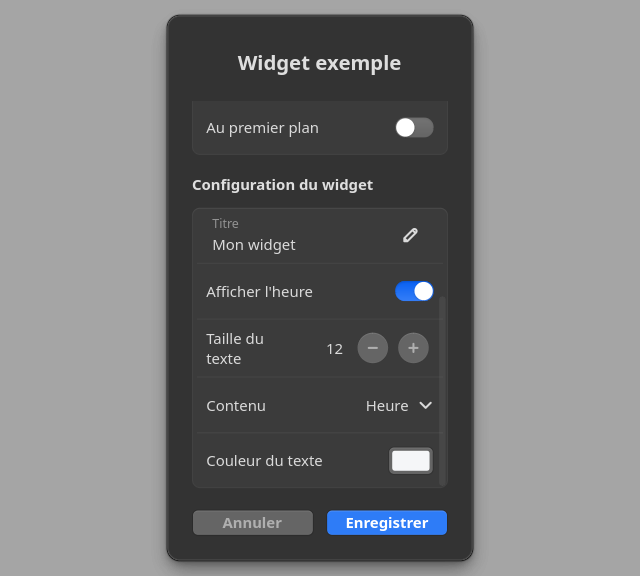 Widget exemple
Au premier plan
Configuration du widget
Titre
Mon widget
Afficher l'heure
Taille du
texte
12
Contenu
Heure
Couleur du texte
Annuler
Enregistrer